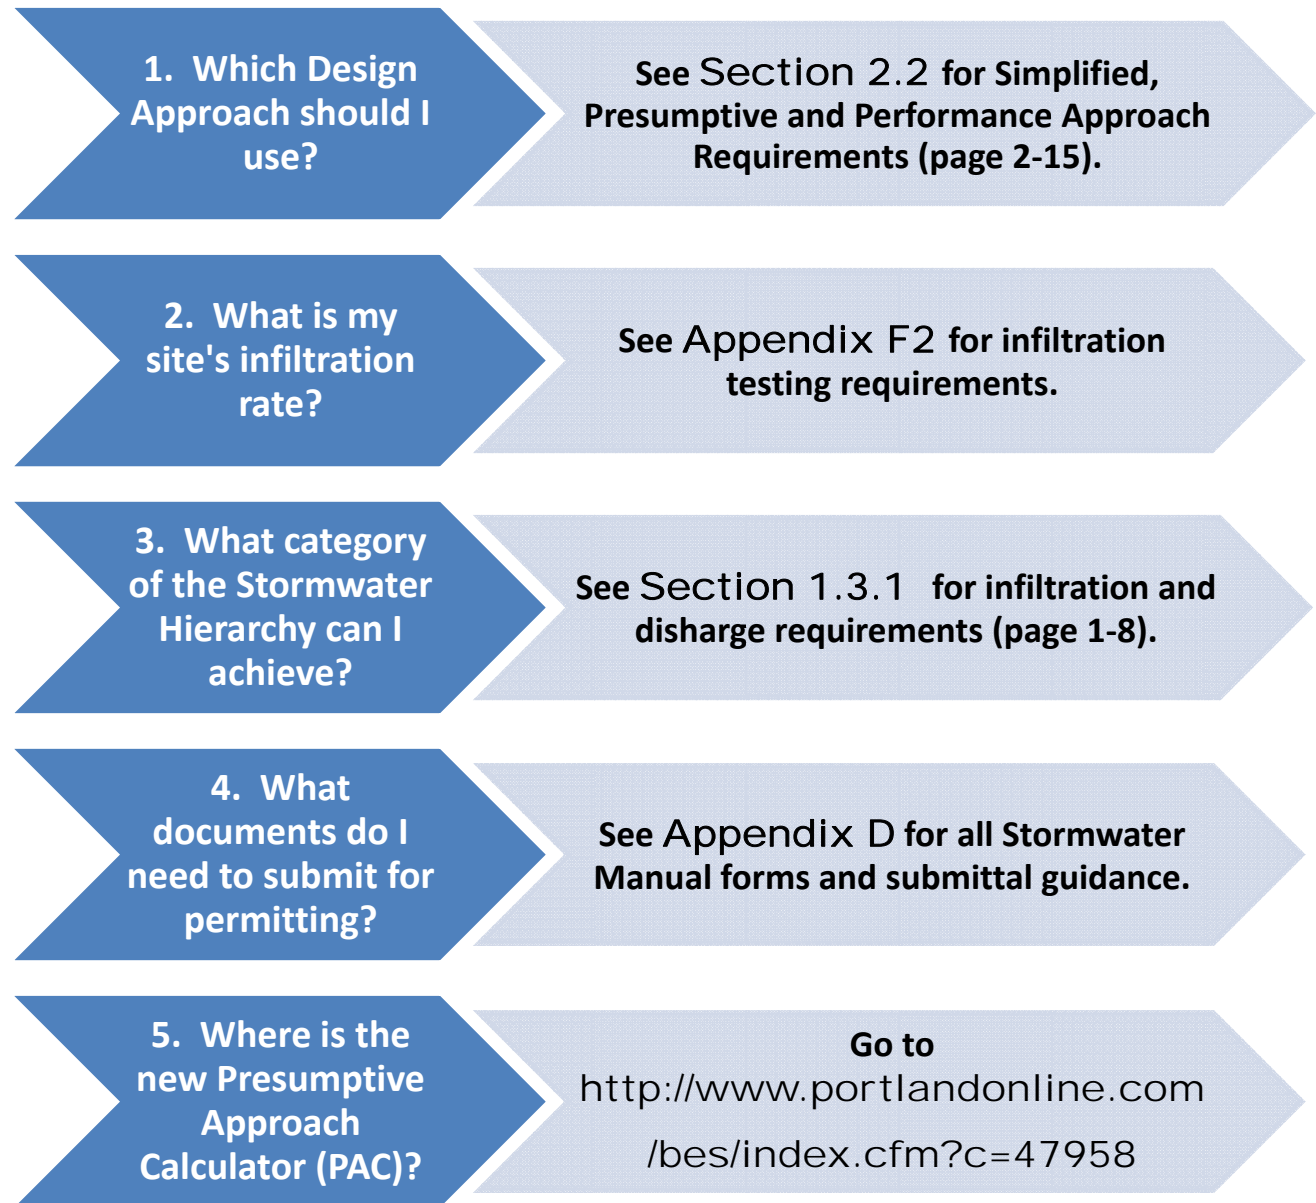 1. Which Design
Approach should I
use?
See Section 2.2 for Simplified,
Presumptive and Performance Approach
Requirements (page 2-15).
2. What is my
site's infiltration
rate?
See Appendix F2 for infiltration
testing requirements.
3. What category
of the Stormwater
Hierarchy can I
achieve?
See Section 1.3.1 for infiltration and
disharge requirements (page 1-8).
4. What
documents do I
need to submit for
permitting?
See Appendix D for all Stormwater
Manual forms and submittal guidance.
5. Where is the
new Presumptive
Approach
Calculator (PAC)?
Go to
http://www.portlandonline.com
/bes/index.cfm?c=47958